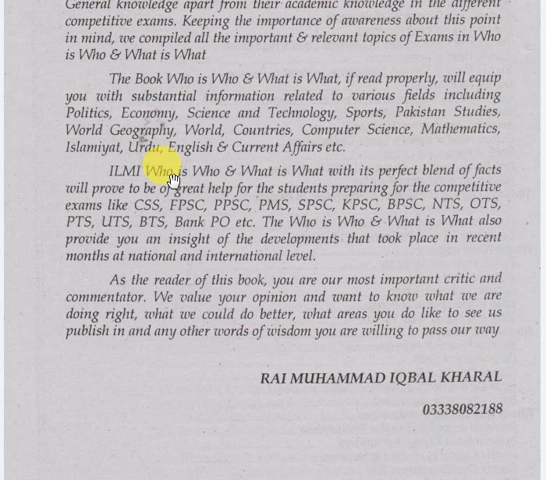 General knowledge apart from their academic knowledge in the different
competitive exams. Keeping the importance of awareness about this point
in mind, we compiled all the important & relevant topics of Exams in Who
is Who & What is What
The Book Who is Who & What is What, if read properly, will equip
you with substantial information related to various fields including
Politics, Economy, Science and Technology, Sports, Pakistan Studies,
World Geography, World, Countries, Computer Science, Mathematics,
Islamiyat, Urdu, English & Current Affairs etc.
ILMI Who is Who & What is What with its perfect blend of facts
will prove to be of great help for the students preparing for the competitive
exams like CSS, FPSC, PPSC, PMS, SPSC, KPSC, BPSC, NTS, OTS,
PTS, UTS, BTS, Bank PO etc. The Who is Who & What is What also
provide you an insight of the developments that took place in recent
months at national and international level.
As the reader of this book, you are our most important critic and
commentator. We value your opinion and want to know what we are
doing right, what we could do better, what areas you do like to see us
publish in and any other words of wisdom you are willing to pass our way
RAI MUHAMMAD IQBAL KHARAL
03338082188